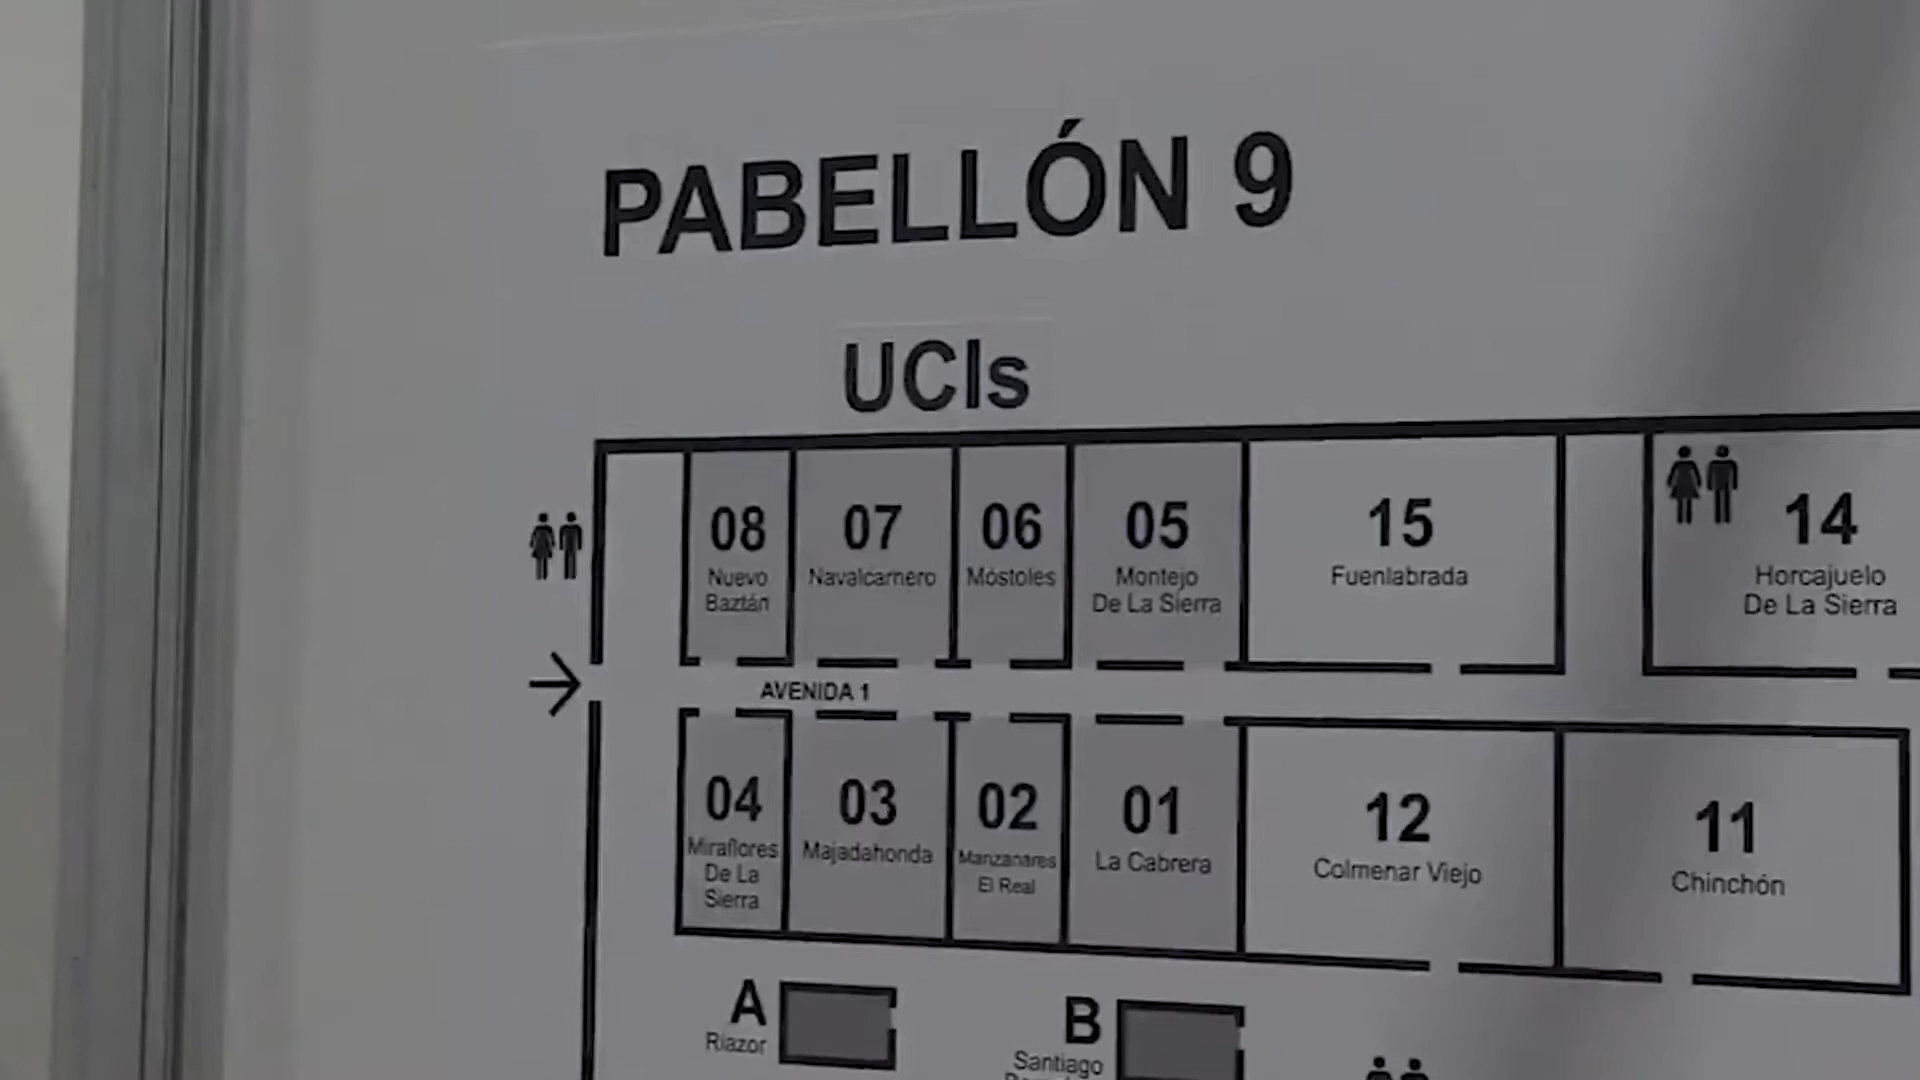 PABELLÓN 9
UCIs
08
Nuevo
Baztán
07
Navalcarnero
06
Móstoles
05
Montejo
De La Sierra
15
Fuenlabrada
14
Horcajuelo
De La Sierra
AVENIDA 1
04
Miraflores
De La
Sierra
03
Majadahonda
02
Manzanares
El Real
01
La Cabrera
12
Colmenar Viejo
11
Chinchón
A
Riazor
B
Santiago